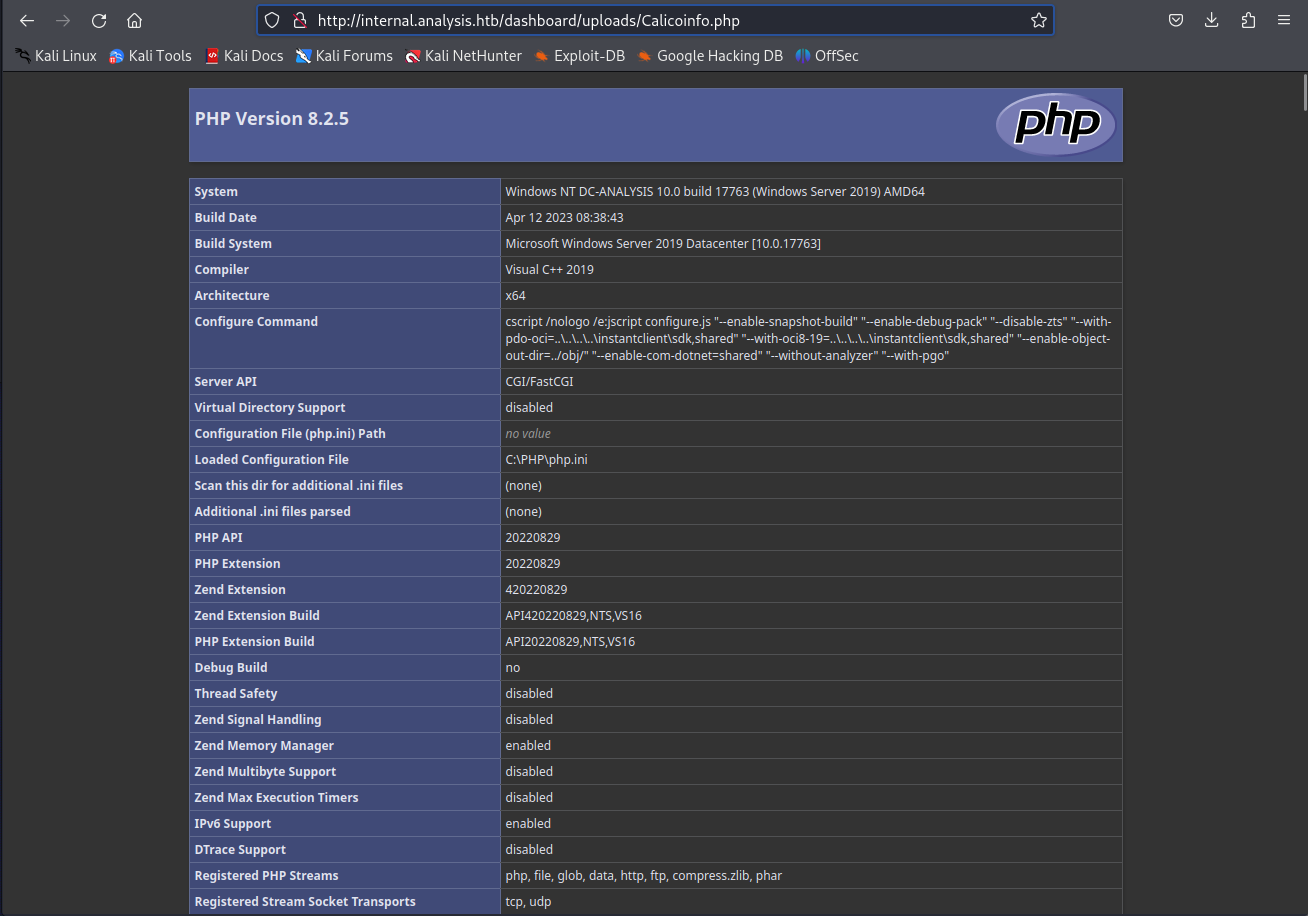 http://internal.analysis.htb/dashboard/uploads/Calicoinfo.php
Kali Linux Kali Tools Kali Docs Kali Forums Kali NetHunter Exploit-DB Google Hacking DB OffSec
PHP Version 8.2.5
php
System Windows NT DC-ANALYSIS 10.0 build 17763 (Windows Server 2019) AMD64
Build Date Apr 12 2023 08:38:43
Build System Microsoft Windows Server 2019 Datacenter [10.0.17763]
Compiler Visual C++ 2019
Architecture x64
Configure Command cscript /nologo /e:jscript configure.js "--enable-snapshot-build" "--enable-debug-pack" "--disable-zts" "--with-
pdo-oci=..\..\..\..\instantclient\sdk,shared" "--with-oci8-19=..\..\..\..\instantclient\sdk,shared" "--enable-object-
out-dir=../obj/" "--enable-com-dotnet=shared" "--without-analyzer" "--with-pgo"
Server API CGI/FastCGI
Virtual Directory Support disabled
Configuration File (php.ini) Path no value
Loaded Configuration File C:\PHP\php.ini
Scan this dir for additional .ini files (none)
Additional .ini files parsed (none)
PHP API 20220829
PHP Extension 20220829
Zend Extension 420220829
Zend Extension Build API420220829,NTS,VS16
PHP Extension Build API20220829,NTS,VS16
Debug Build no
Thread Safety disabled
Zend Signal Handling disabled
Zend Memory Manager enabled
Zend Multibyte Support disabled
Zend Max Execution Timers disabled
IPv6 Support enabled
DTrace Support disabled
Registered PHP Streams php, file, glob, data, http, ftp, compress.zlib, phar
Registered Stream Socket Transports tcp, udp